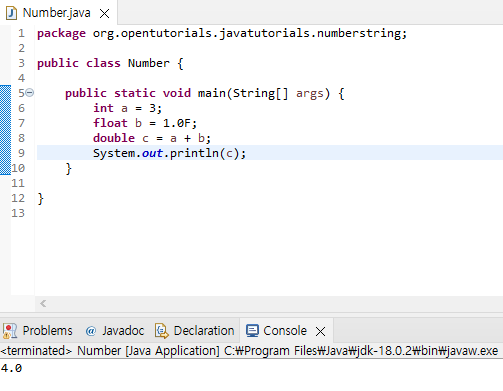 Number.java
1 package org.opentutorials.javatutorials.numberstring;
2
3 public class Number {
4
5 public static void main(String[] args) {
6 int a = 3;
7 float b = 1.0F;
8 double c = a + b;
9 System.out.println(c);
10 }
11
12 }
13
Problems @ Javadoc Declaration Console
<terminated> Number [Java Application] C:₩Program Files₩Java₩jdk-18.0.2₩bin₩javaw.exe
4.0